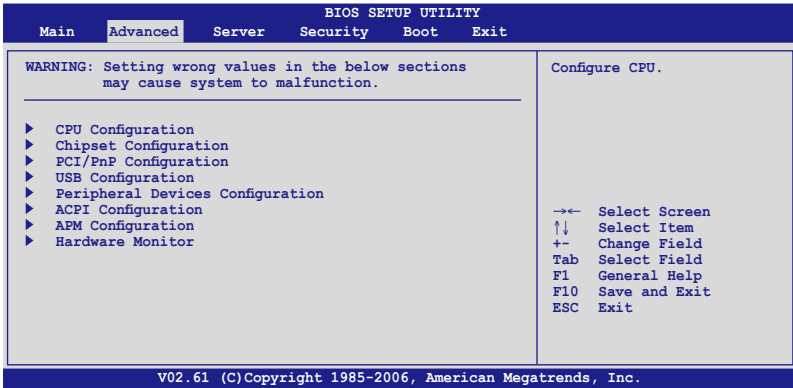 BIOS SETUP UTILITY
Main Advanced Server Security Boot Exit
WARNING: Setting wrong values in the below sections
may cause system to malfunction.
CPU Configuration
Chipset Configuration
PCI/PnP Configuration
USB Configuration
Peripheral Devices Configuration
ACPI Configuration
APM Configuration
Hardware Monitor
Configure CPU.
→← Select Screen
↑↓ Select Item
+- Change Field
Tab Select Field
F1 General Help
F10 Save and Exit
ESC Exit
V02.61 (C)Copyright 1985-2006, American Megatrends, Inc.